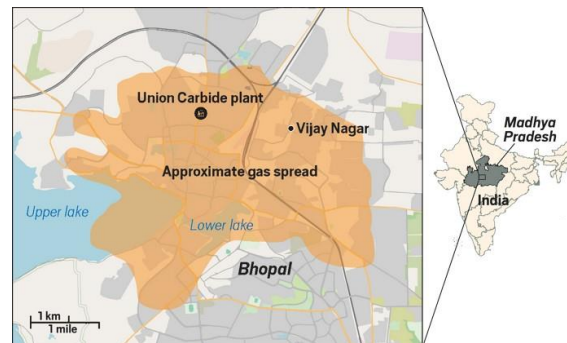 Union Carbide plant
Vijay Nagar
Approximate gas spread
Upper lake
Lower lake
Bhopal
1 km
1 mile
Madhya
Pradesh
India